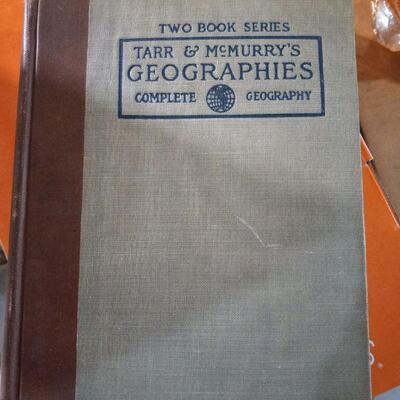 TWO BOOK SERIES
TARR & McMURRY'S
GEOGRAPHIES
COMPLETE GEOGRAPHY